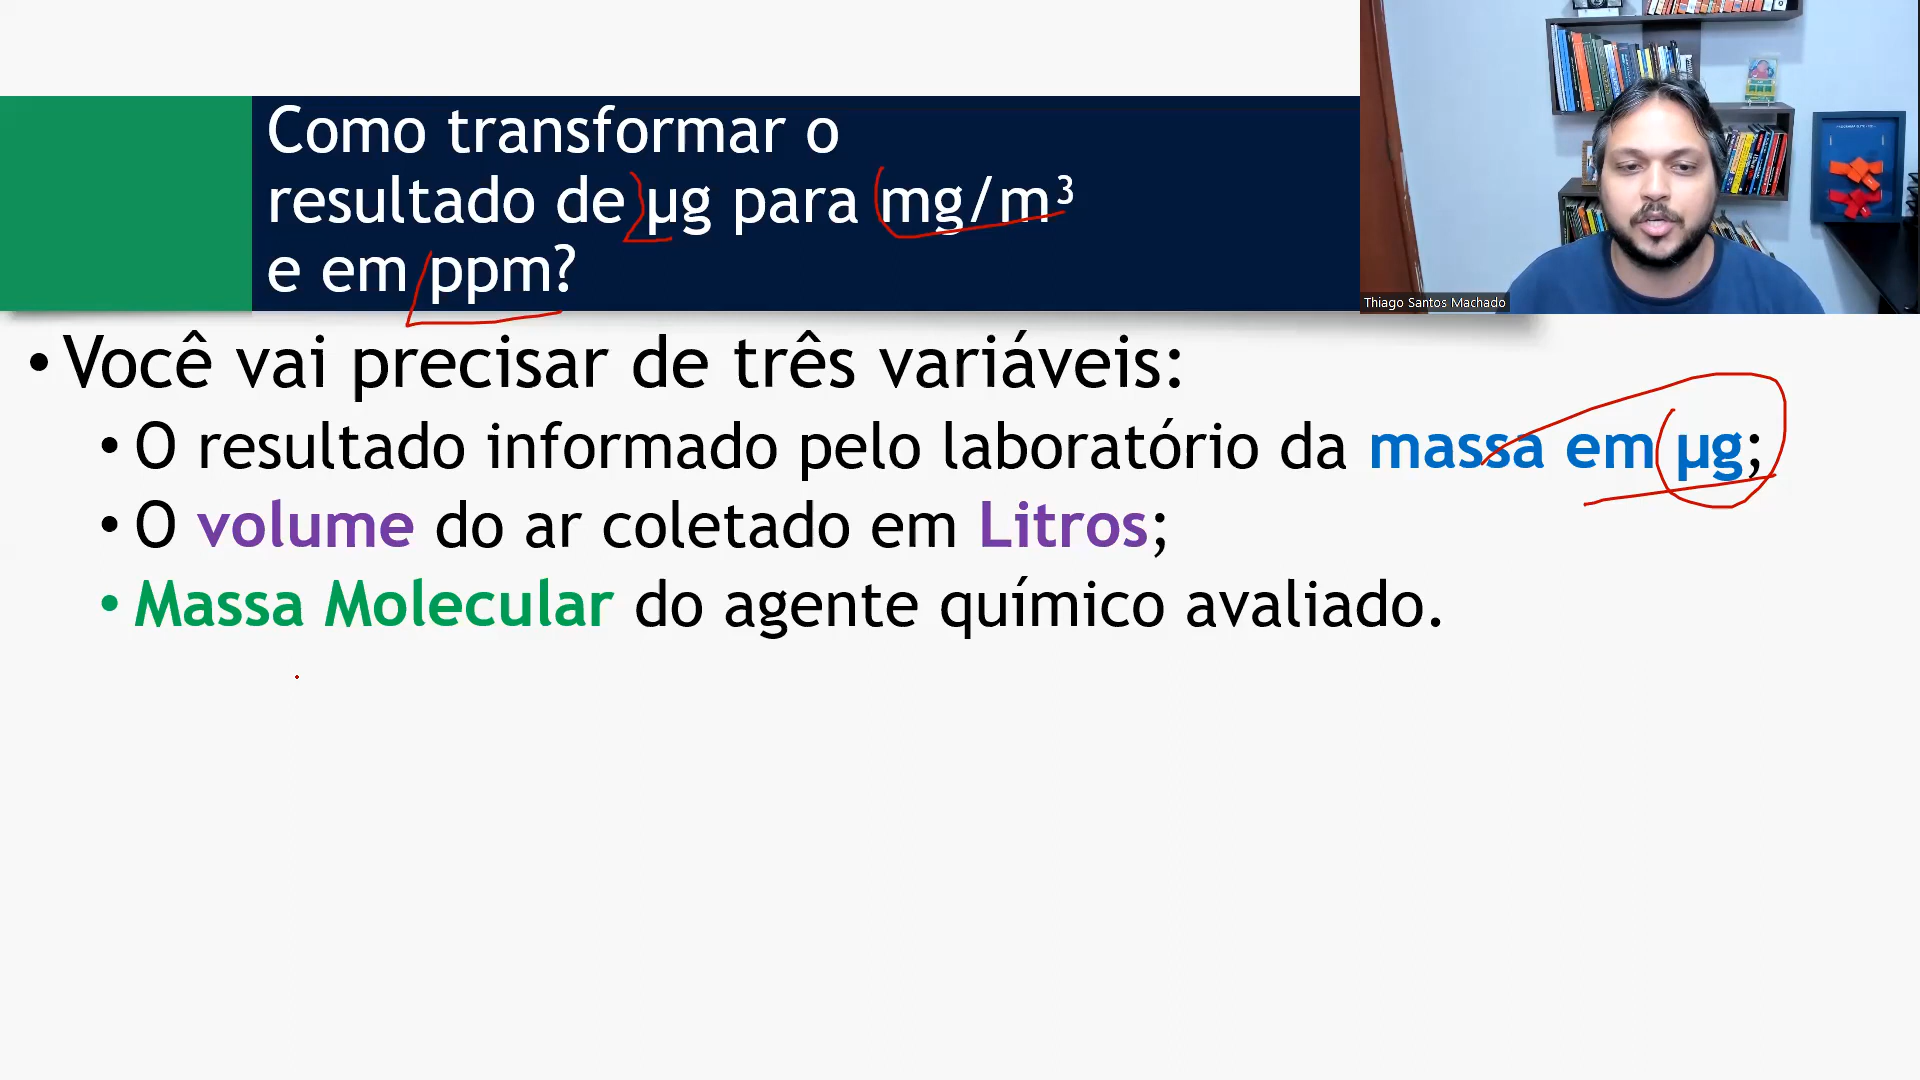 Como transformar o
resultado de µg para mg/m³
e em ppm?
Thiago Santos Machado
• Você vai precisar de três variáveis:
• O resultado informado pelo laboratório da massa em µg;
• O volume do ar coletado em Litros;
• Massa Molecular do agente químico avaliado.